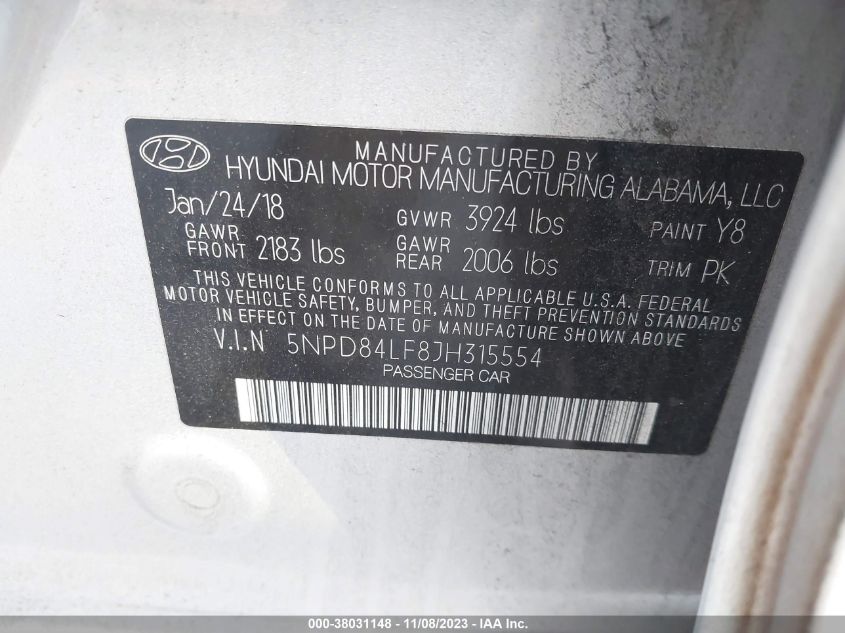 MANUFACTURED BY
HYUNDAI MOTOR MANUFACTURING ALABAMA, LLC
Jan/24/18 GVWR 3924 lbs PAINT Y8
GAWR FRONT 2183 lbs GAWR REAR 2006 lbs TRIM PK
THIS VEHICLE CONFORMS TO ALL APPLICABLE U.S.A. FEDERAL
MOTOR VEHICLE SAFETY, BUMPER, AND THEFT PREVENTION STANDARDS
IN EFFECT ON THE DATE OF MANUFACTURE SHOWN ABOVE.
V.I.N 5NPD84LF8JH315554
PASSENGER CAR
000-38031148 - 11/08/2023 - © IAA Inc.